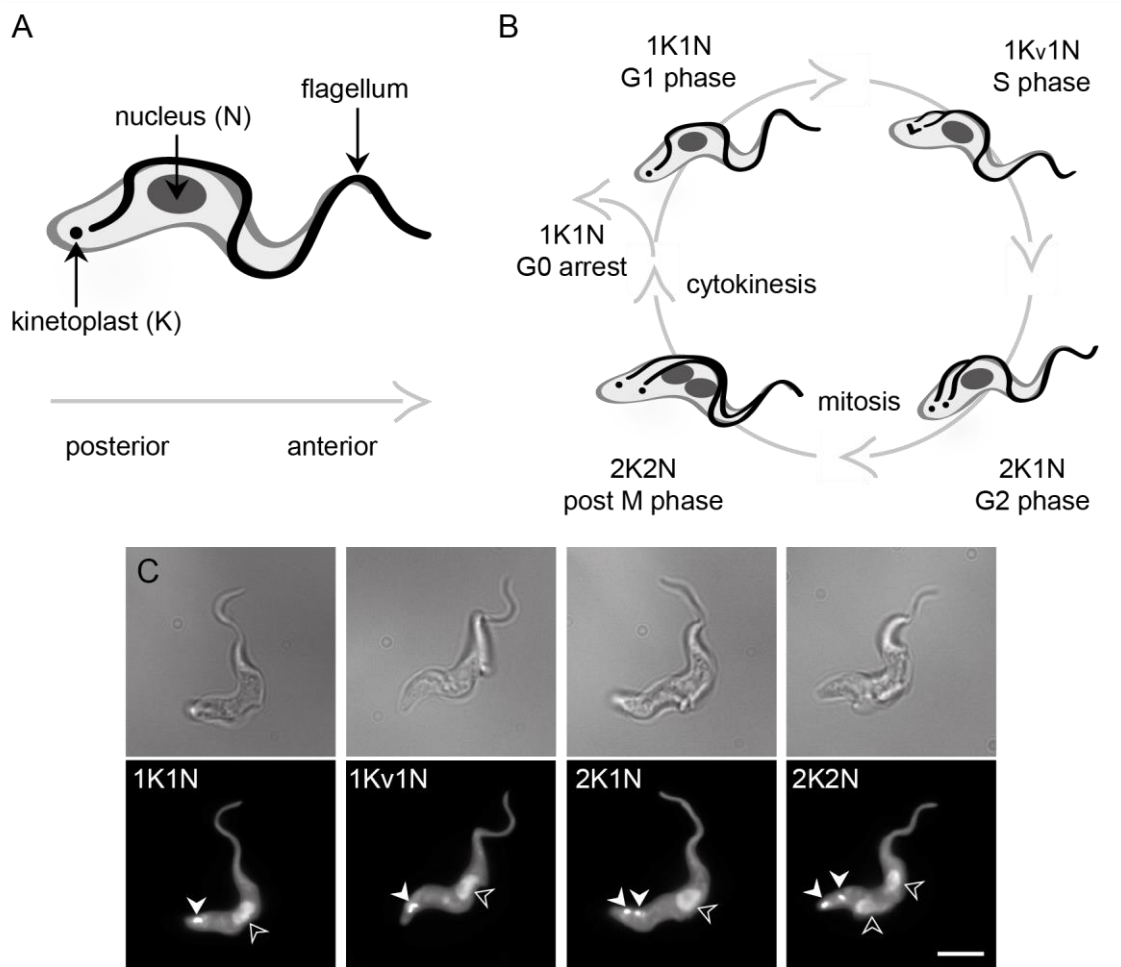 A
nucleus (N)
flagellum
kinetoplast (K)
posterior
anterior
B
1K1N
G1 phase
1Kv1N
S phase
1K1N
G0 arrest
cytokinesis
mitosis
2K2N
post M phase
2K1N
G2 phase
C
1K1N
1Kv1N
2K1N
2K2N